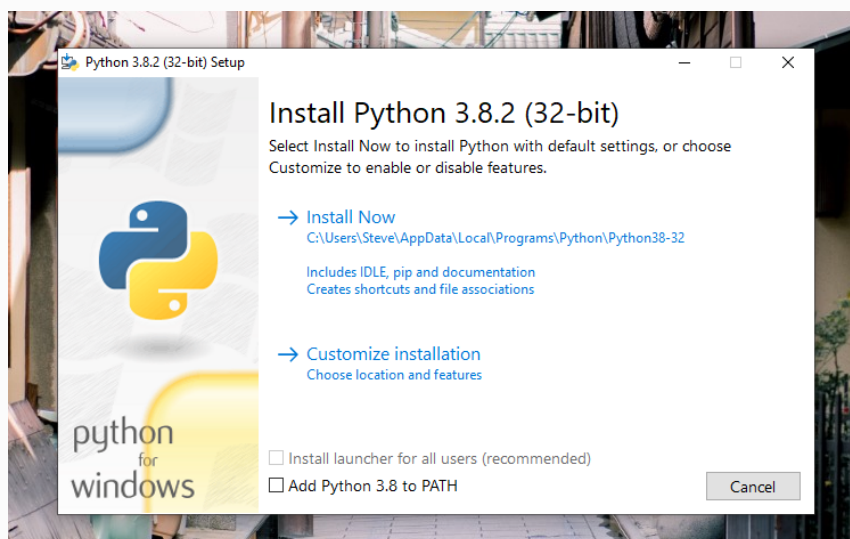 Python 3.8.2 (32-bit) Setup
Install Python 3.8.2 (32-bit)
Select Install Now to install Python with default settings, or choose
Customize to enable or disable features.
Install Now
C:\Users\Steve\AppData\Local\Programs\Python\Python38-32
Includes IDLE, pip and documentation
Creates shortcuts and file associations
Customize installation
Choose location and features
python
for
windows
Install launcher for all users (recommended)
Add Python 3.8 to PATH
Cancel